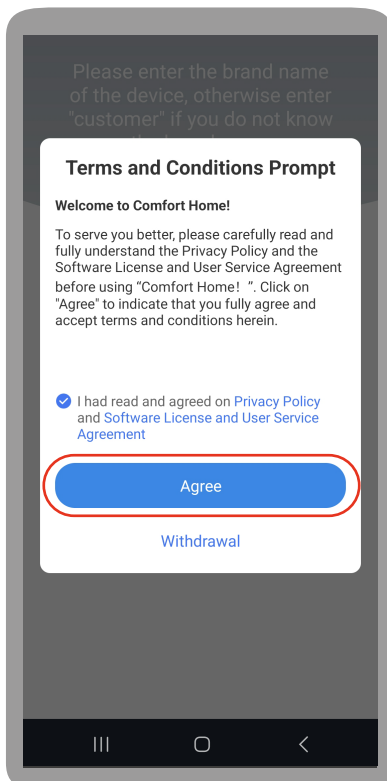 Please enter the brand name
of the device, otherwise enter
"customer" if you do not know
Terms and Conditions Prompt
Welcome to Comfort Home!
To serve you better, please carefully read and
fully understand the Privacy Policy and the
Software License and User Service Agreement
before using “Comfort Home！”. Click on
"Agree" to indicate that you fully agree and
accept terms and conditions herein.
I had read and agreed on Privacy Policy
and Software License and User Service
Agreement
Agree
Withdrawal